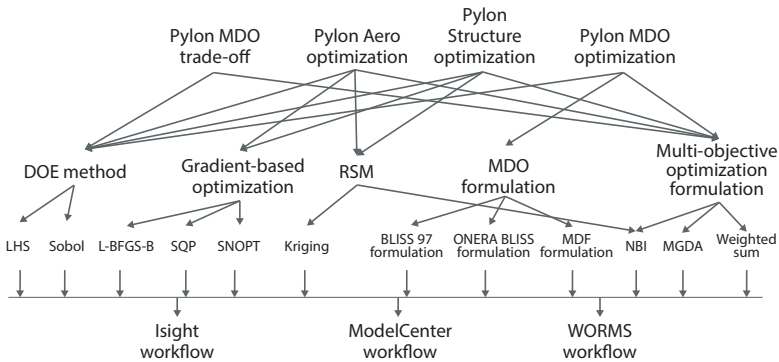 Pylon MDO
trade-off
Pylon Aero
optimization
Pylon
Structure
optimization
Pylon MDO
optimization
DOE method
Gradient-based
optimization
RSM
MDO
formulation
Multi-objective
optimization
formulation
LHS
Sobol
L-BFGS-B
SQP
SNOPT
Kriging
BLISS 97
formulation
ONERA BLISS
formulation
MDF
formulation
NBI
MGDA
Weighted
sum
Isight
workflow
ModelCenter
workflow
WORMS
workflow